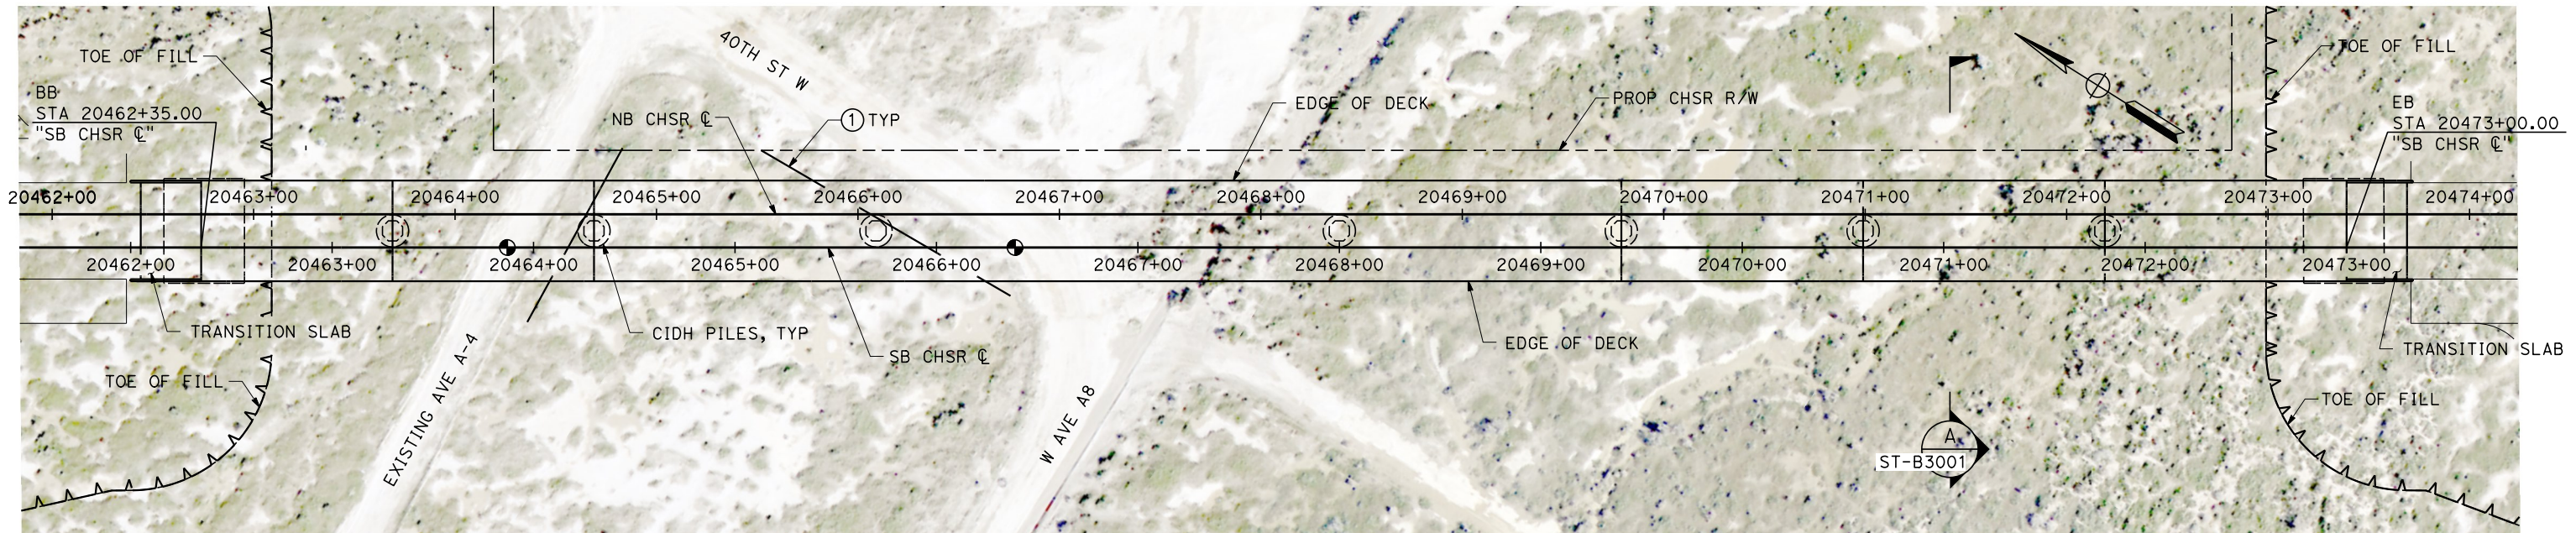 TOE OF FILL
BB
STA 20462+35.00
"SB CHSR ℄"
40TH ST W
NB CHSR ℄
1 TYP
EDGE OF DECK
PROP CHSR R/W
TOE OF FILL
EB
STA 20473+00.00
"SB CHSR ℄"
20462+00
20463+00
20464+00
20465+00
20466+00
20467+00
20468+00
20469+00
20470+00
20471+00
20472+00
20473+00
20474+00
20462+00
20463+00
20464+00
20465+00
20466+00
20467+00
20468+00
20469+00
20470+00
20471+00
20472+00
20473+00
TRANSITION SLAB
CIDH PILES, TYP
SB CHSR ℄
EDGE OF DECK
TRANSITION SLAB
TOE OF FILL
EXISTING AVE A-4
W AVE A8
A
ST-B3001
TOE OF FILL